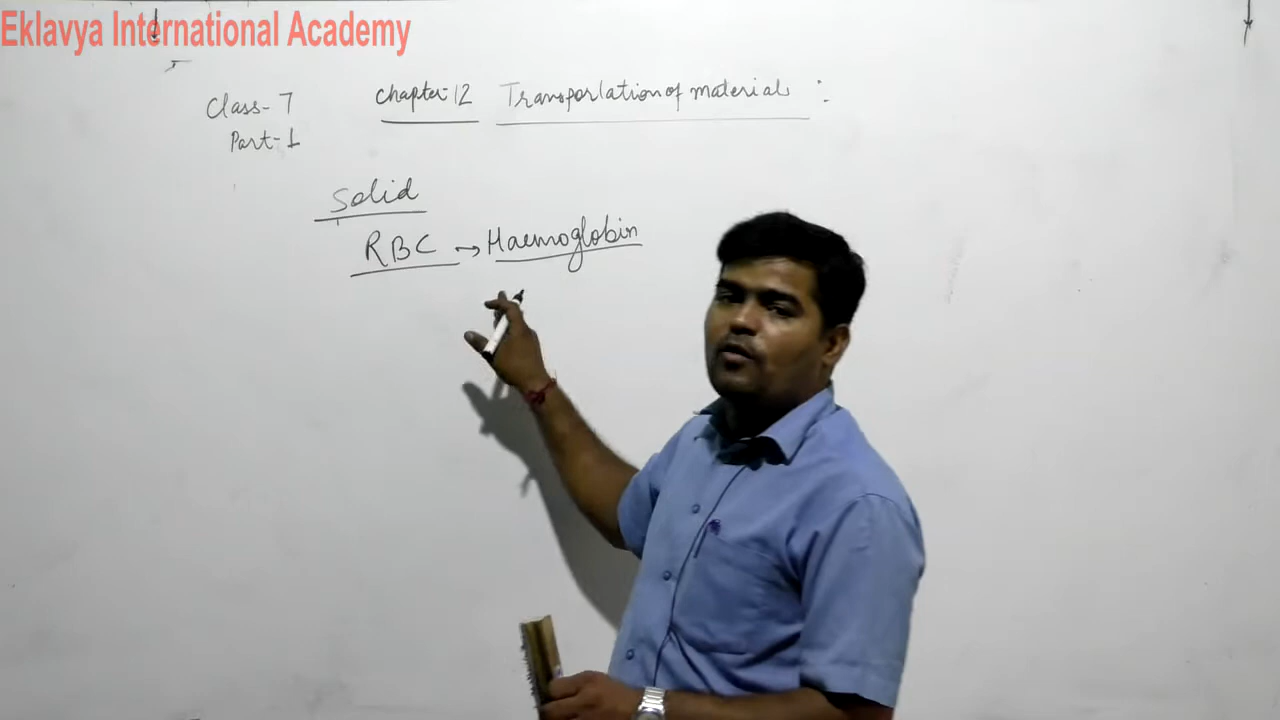 Eklavya International Academy
Class-7 Chapter-12 Transportation of materials :
Part-1
Solid
RBC → Haemoglobin